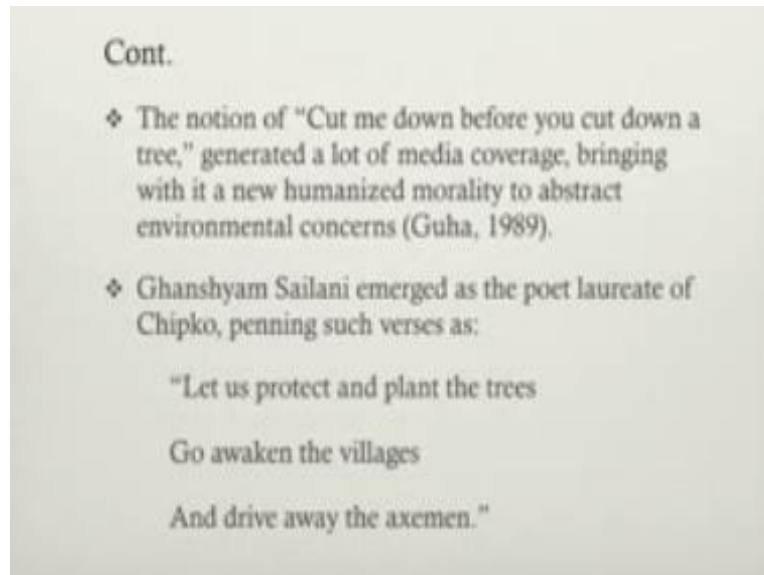 Cont.
❖ The notion of “Cut me down before you cut down a
tree,” generated a lot of media coverage, bringing
with it a new humanized morality to abstract
environmental concerns (Guha, 1989).
❖ Ghanshyam Sailani emerged as the poet laureate of
Chipko, penning such verses as:
“Let us protect and plant the trees
Go awaken the villages
And drive away the axemen.”